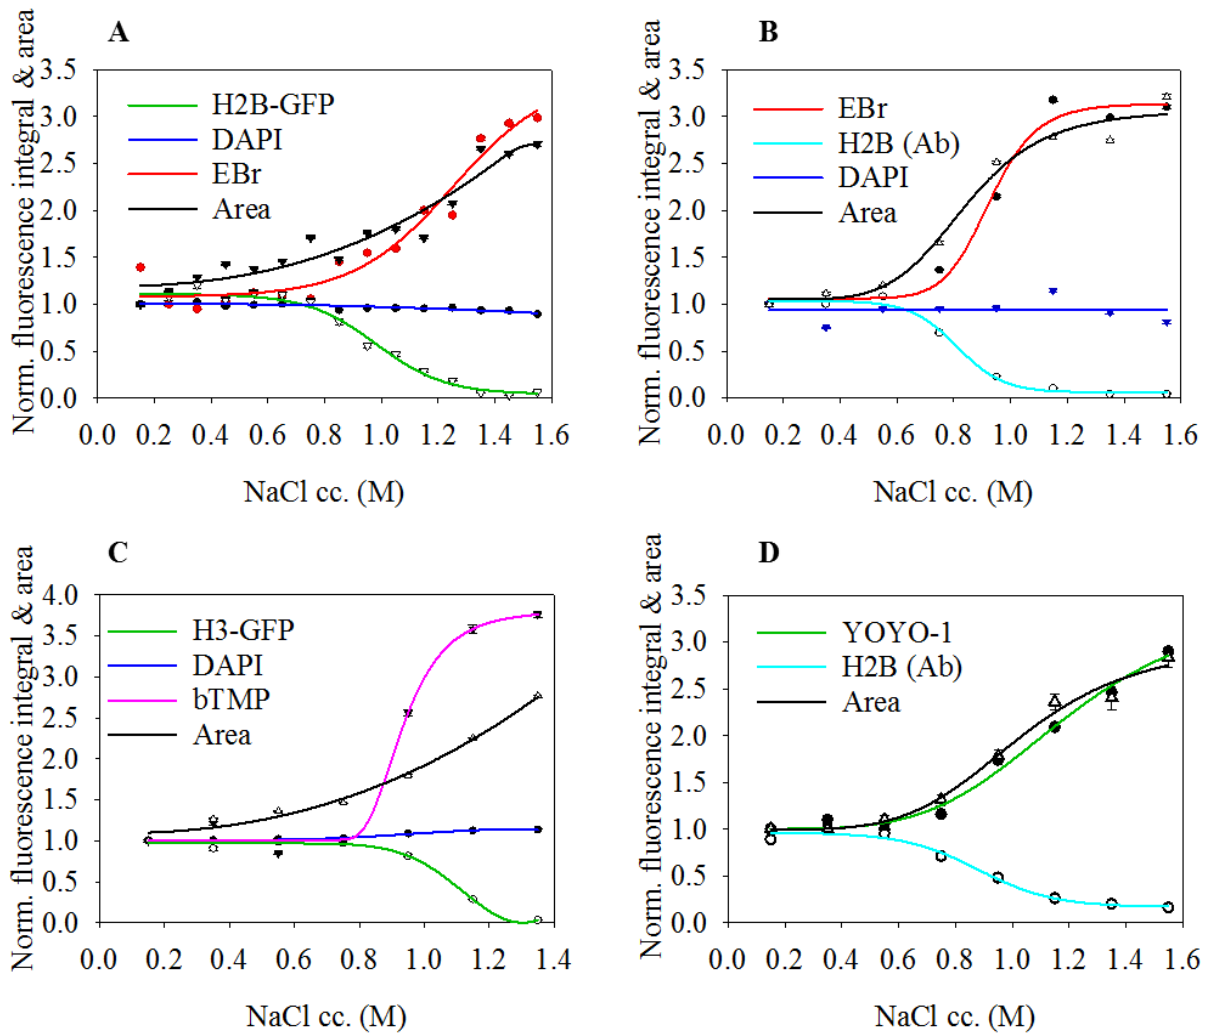 A
Norm. fluorescence integral & area
3.5
3.0
2.5
2.0
1.5
1.0
0.5
0.0
H2B-GFP
DAPI
EBr
Area
0.0 0.2 0.4 0.6 0.8 1.0 1.2 1.4 1.6
NaCl cc. (M)
B
Norm. fluorescence integral & area
3.5
3.0
2.5
2.0
1.5
1.0
0.5
0.0
EBr
H2B (Ab)
DAPI
Area
0.0 0.2 0.4 0.6 0.8 1.0 1.2 1.4 1.6
NaCl cc. (M)
C
Norm. fluorescence integral & area
4.0
3.5
3.0
2.5
2.0
1.5
1.0
0.5
0.0
H3-GFP
DAPI
bTMP
Area
0.0 0.2 0.4 0.6 0.8 1.0 1.2 1.4
NaCl cc. (M)
D
Norm. fluorescence integral & area
3.5
3.0
2.5
2.0
1.5
1.0
0.5
0.0
YOYO-1
H2B (Ab)
Area
0.0 0.2 0.4 0.6 0.8 1.0 1.2 1.4 1.6
NaCl cc. (M)